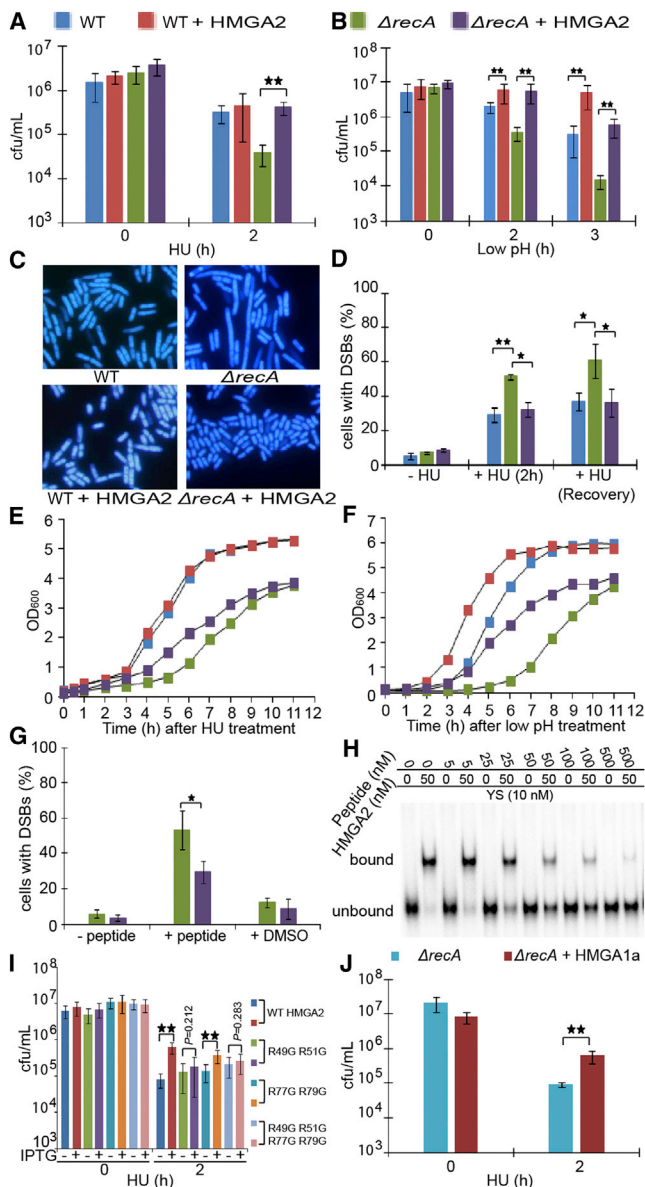 A WT WT + HMGA2 B ΔrecA ΔrecA + HMGA2
cfu/mL
10⁷
10⁶
10⁵
10⁴
10³
★★
0 2
HU (h)
cfu/mL
10⁸
10⁷
10⁶
10⁵
10⁴
10³
★★ ★★ ★★ ★★
0 2 3
Low pH (h)
C
WT ΔrecA
WT + HMGA2 ΔrecA + HMGA2
D
cells with DSBs (%)
100
80
60
40
20
0
★★ ★ ★ ★
- HU + HU (2h) + HU
(Recovery)
E
OD₆₀₀
6
5
4
3
2
1
0
0 1 2 3 4 5 6 7 8 9 10 11 12
Time (h) after HU treatment
F
OD₆₀₀
6
5
4
3
2
1
0
0 1 2 3 4 5 6 7 8 9 10 11 12
Time (h) after low pH treatment
G
cells with DSBs (%)
100
80
60
40
20
0
★
- peptide + peptide + DMSO
H
Peptide (nM) 0 0 5 5 25 25 50 50 100 100 500 500
HMGA2 (nM) 0 50 0 50 0 50 0 50 0 50 0 50
YS (10 nM)
bound
unbound
I
cfu/mL
10⁸
10⁷
10⁶
10⁵
10⁴
10³
★★ P=0.212 ★★ P=0.283
IPTG - + - + - + - + - + - + - + - +
0 2
HU (h)
WT HMGA2
R49G R51G
R77G R79G
R49G R51G
R77G R79G
J ΔrecA ΔrecA + HMGA1a
cfu/mL
10⁸
10⁷
10⁶
10⁵
10⁴
10³
★★
0 2
HU (h)